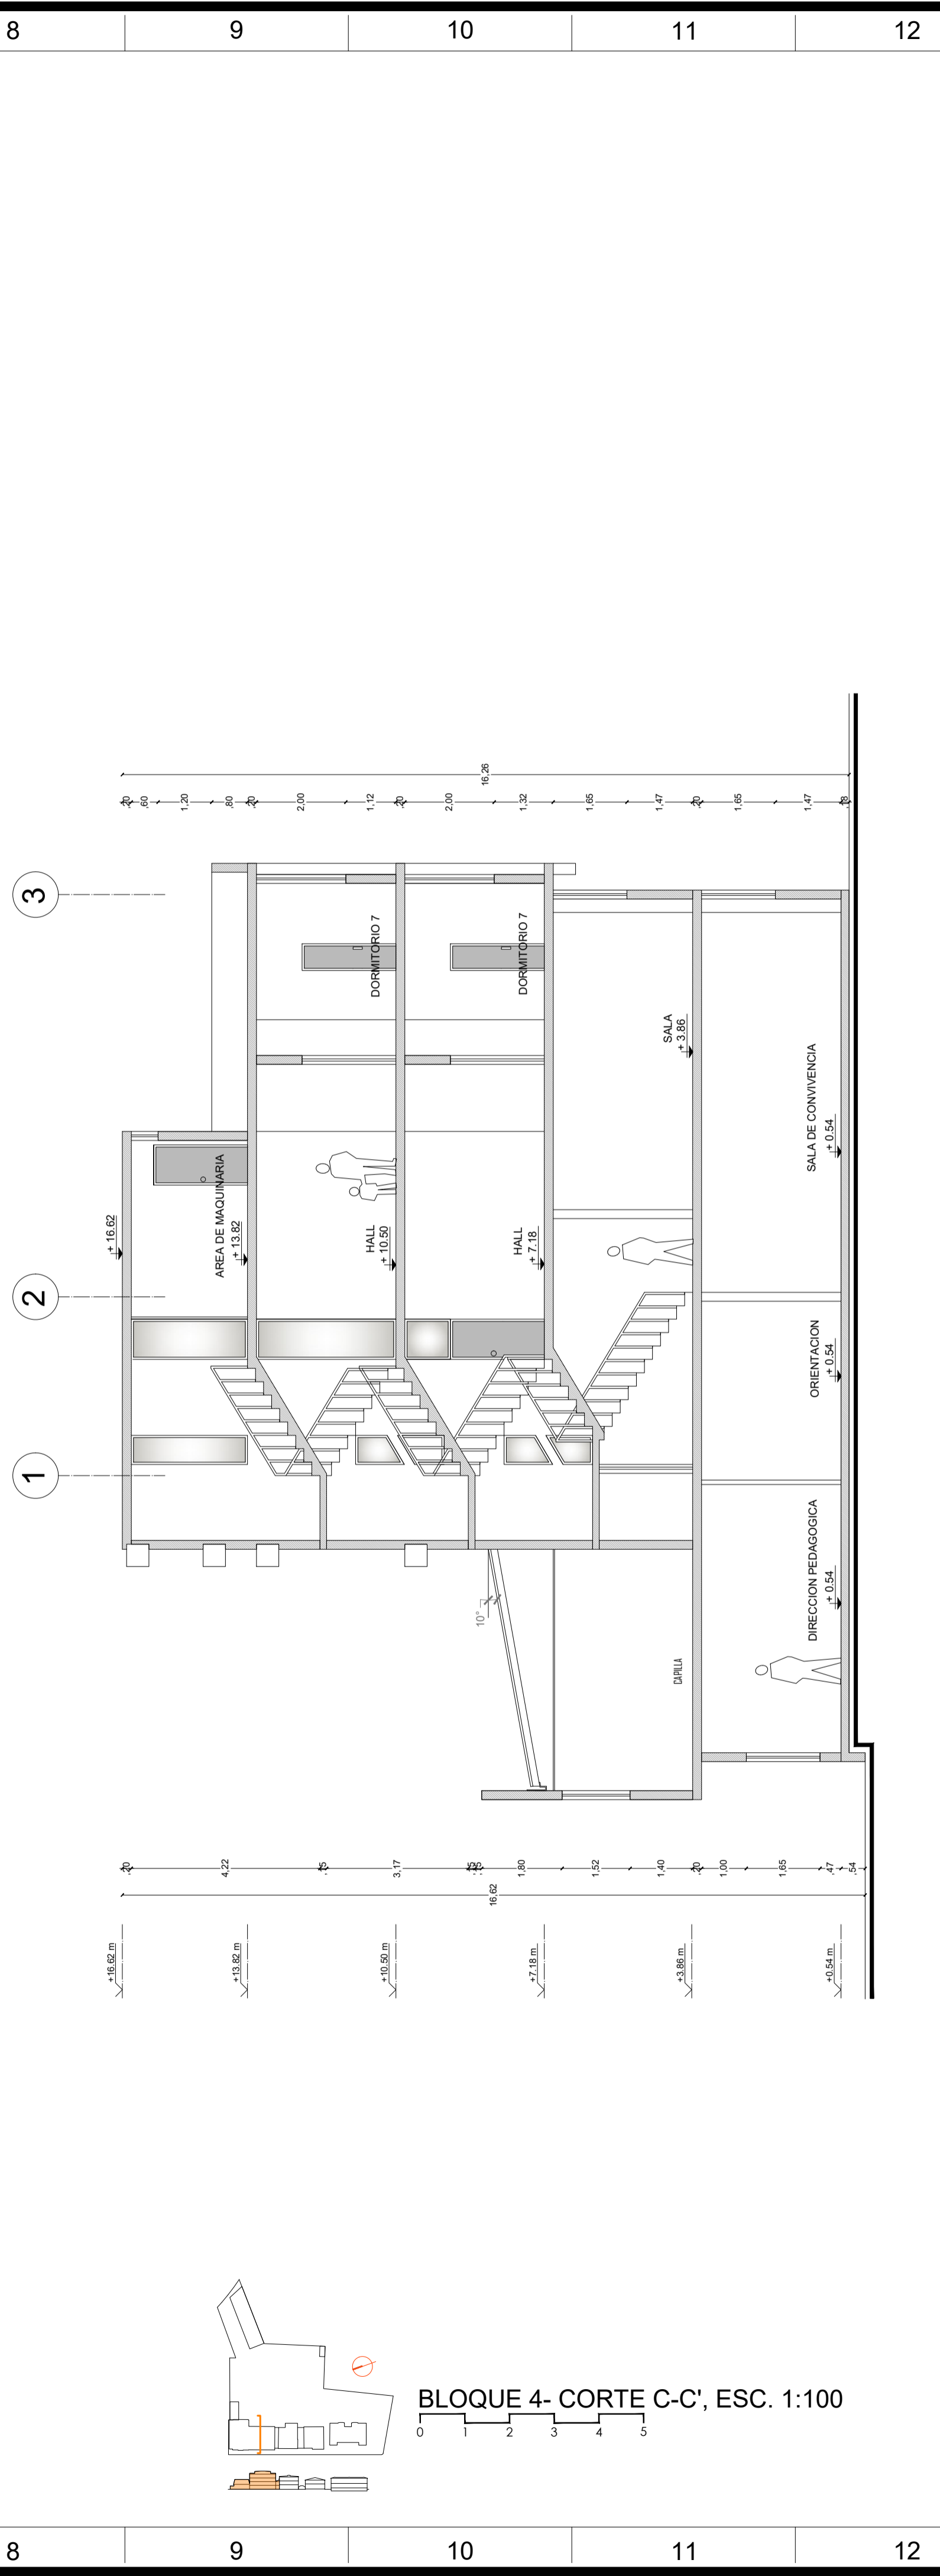 8 9 10 11 12
16,26
,20 ,60 1,20 ,80 ,20 2,00 1,12 ,20 2,00 1,32 1,65 1,47 ,20 1,65 1,47 ,18
3
DORMITORIO 7
DORMITORIO 7
SALA
+ 3.86
SALA DE CONVIVENCIA
+ 0.54
+ 16.62
AREA DE MAQUINARIA
+ 13.82
HALL
+ 10.50
HALL
+ 7.18
2
ORIENTACION
+ 0.54
1
DIRECCION PEDAGOGICA
+ 0.54
10°
CAPILLA
,20 4,22 ,15 3,17 ,15 ,15 1,80 1,52 1,40 ,20 1,00 1,65 ,47 ,54
16,62
+16.62 m
+13.82 m
+10.50 m
+7.18 m
+3.86 m
+0.54 m
BLOQUE 4- CORTE C-C', ESC. 1:100
0 1 2 3 4 5
8 9 10 11 12